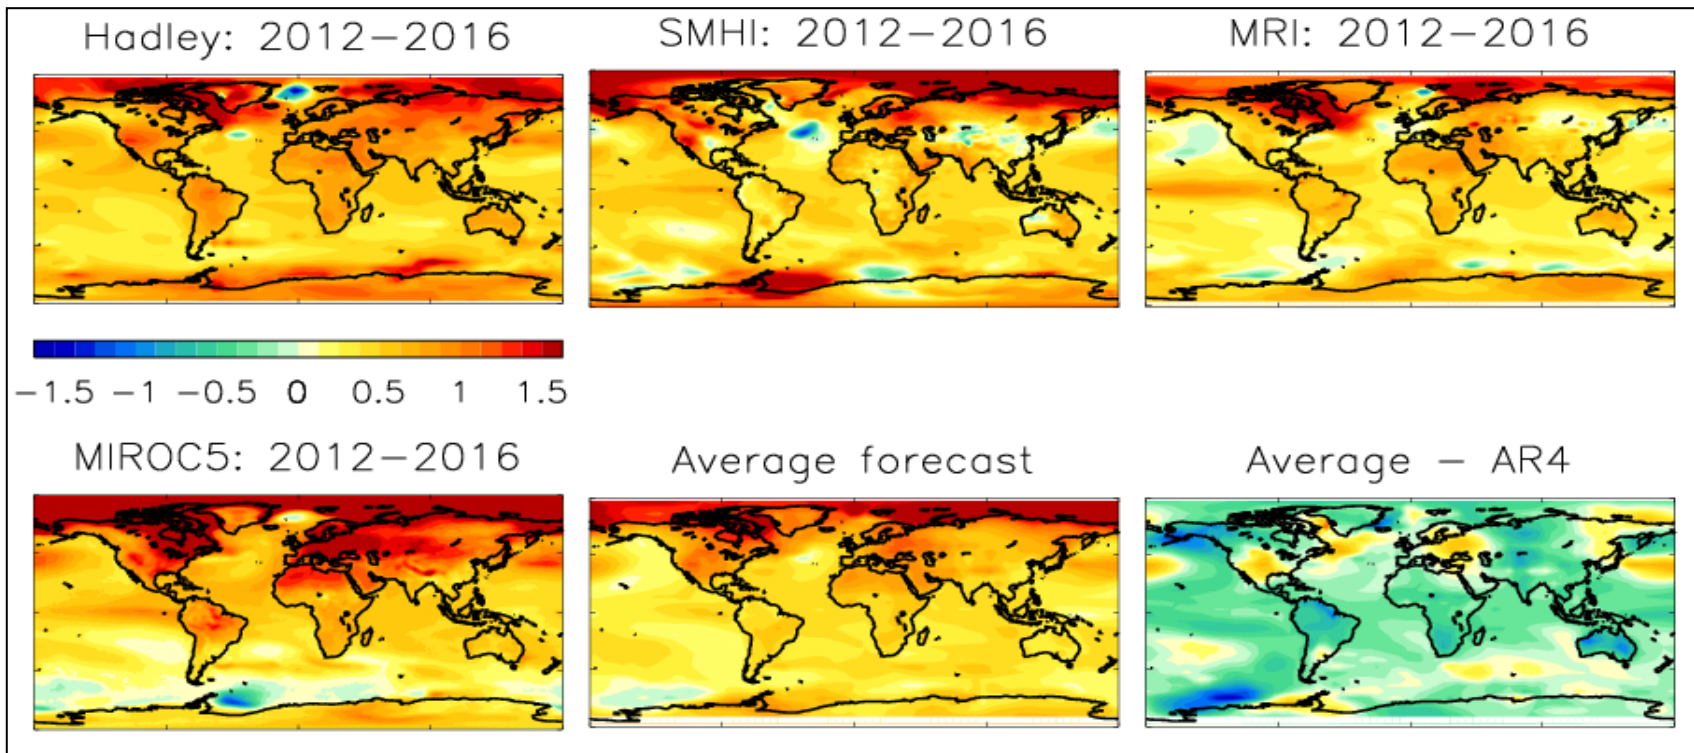 Hadley: 2012−2016
SMHI: 2012−2016
MRI: 2012−2016
−1.5 −1 −0.5 0 0.5 1 1.5
MIROC5: 2012−2016
Average forecast
Average − AR4